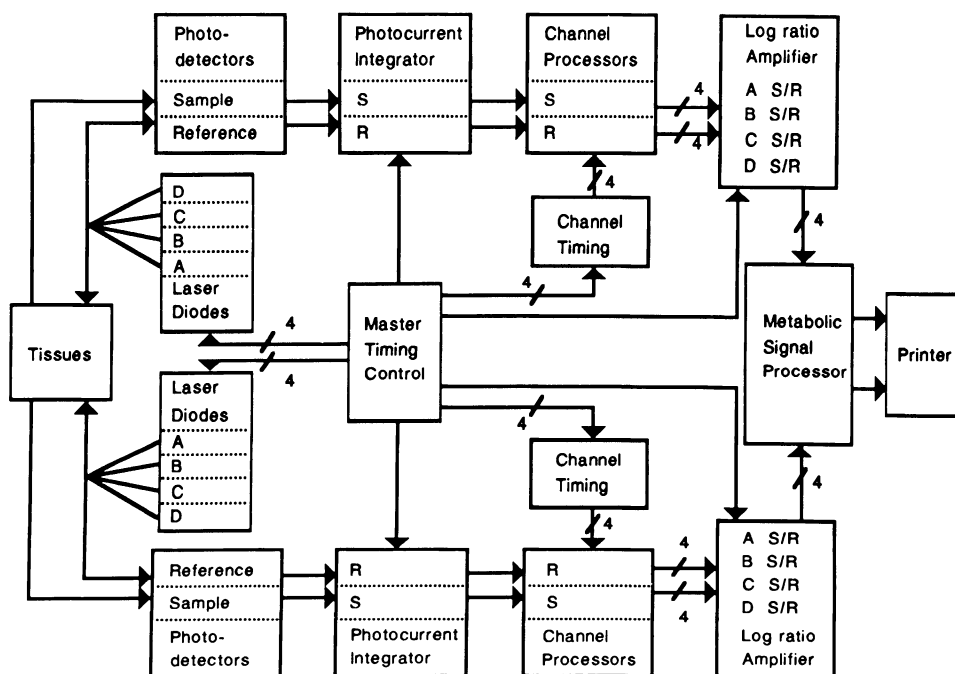 Photo-
detectors
Sample
Reference
Photocurrent
Integrator
S
R
Channel
Processors
S
R
4
4
Log ratio
Amplifier
A S/R
B S/R
C S/R
D S/R
4
4
Channel
Timing
D
C
B
A
Laser
Diodes
4
4
4
Tissues
Master
Timing
Control
Metabolic
Signal
Processor
Printer
Laser
Diodes
A
B
C
D
4
Channel
Timing
4
4
Reference
Sample
Photo-
detectors
R
S
Photocurrent
Integrator
R
S
Channel
Processors
4
4
A S/R
B S/R
C S/R
D S/R
Log ratio
Amplifier